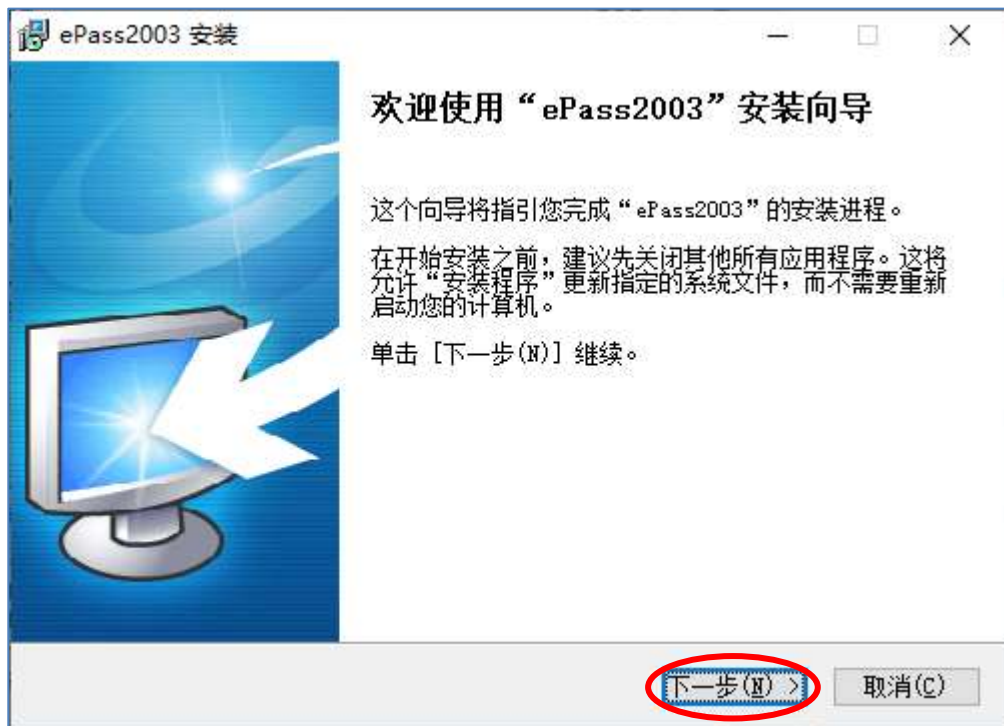 ePass2003 安装
欢迎使用“ePass2003”安装向导
这个向导将指引您完成“ePass2003”的安装进程。
在开始安装之前，建议先关闭其他所有应用程序。这将
允许“安装程序”更新指定的系统文件，而不需要重新
启动您的计算机。
单击 [下一步(N)] 继续。
下一步(N) >
取消(C)